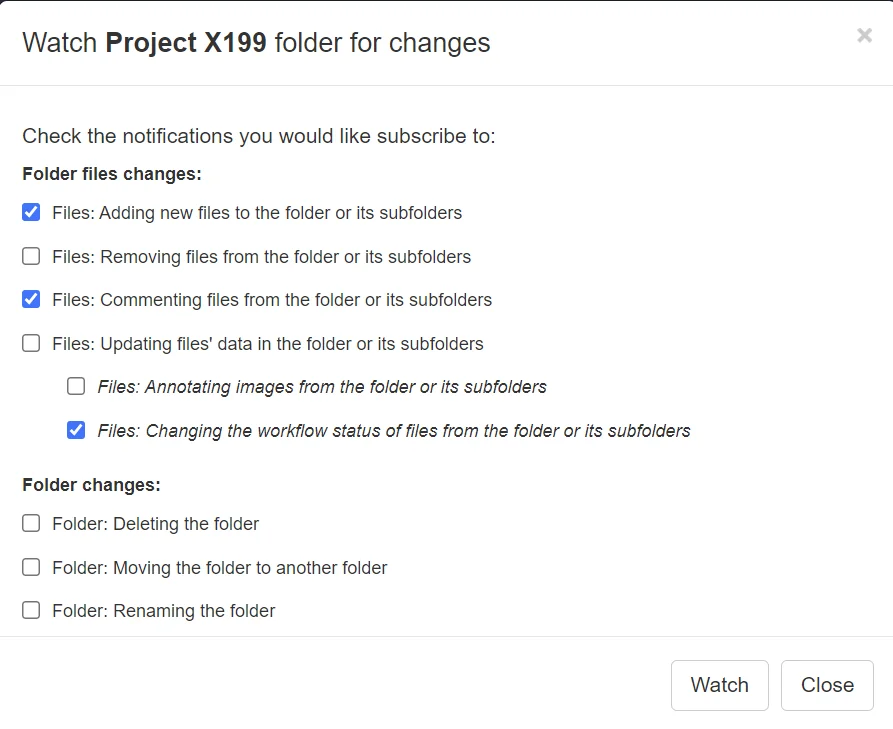 Watch Project X199 folder for changes
×
Check the notifications you would like subscribe to:
Folder files changes:
Files: Adding new files to the folder or its subfolders
Files: Removing files from the folder or its subfolders
Files: Commenting files from the folder or its subfolders
Files: Updating files' data in the folder or its subfolders
Files: Annotating images from the folder or its subfolders
Files: Changing the workflow status of files from the folder or its subfolders
Folder changes:
Folder: Deleting the folder
Folder: Moving the folder to another folder
Folder: Renaming the folder
Watch
Close